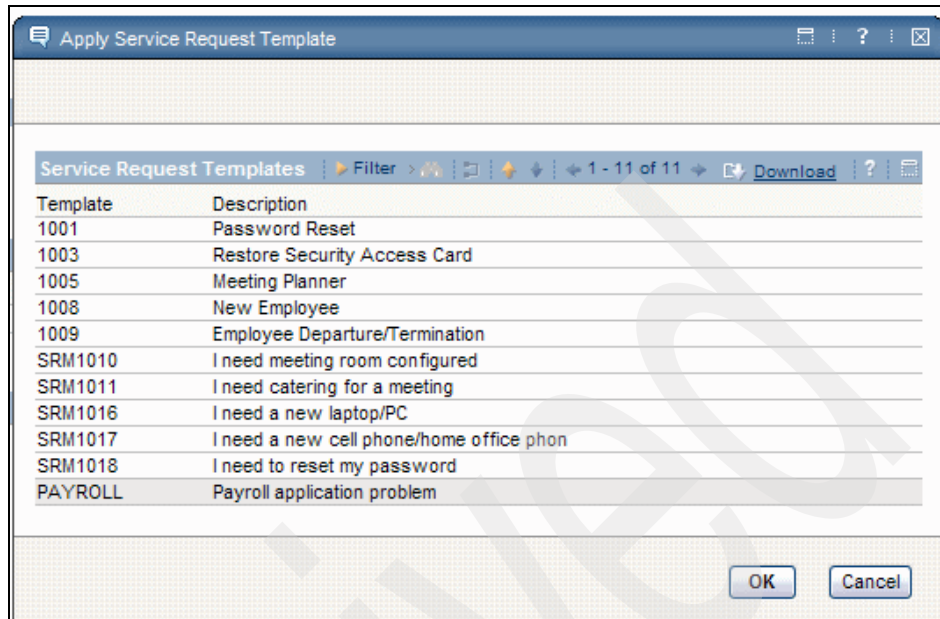 Apply Service Request Template ?
Service Request Templates Filter 1 - 11 of 11 Download ?
Template Description
1001 Password Reset
1003 Restore Security Access Card
1005 Meeting Planner
1008 New Employee
1009 Employee Departure/Termination
SRM1010 I need meeting room configured
SRM1011 I need catering for a meeting
SRM1016 I need a new laptop/PC
SRM1017 I need a new cell phone/home office phon
SRM1018 I need to reset my password
PAYROLL Payroll application problem
OK Cancel